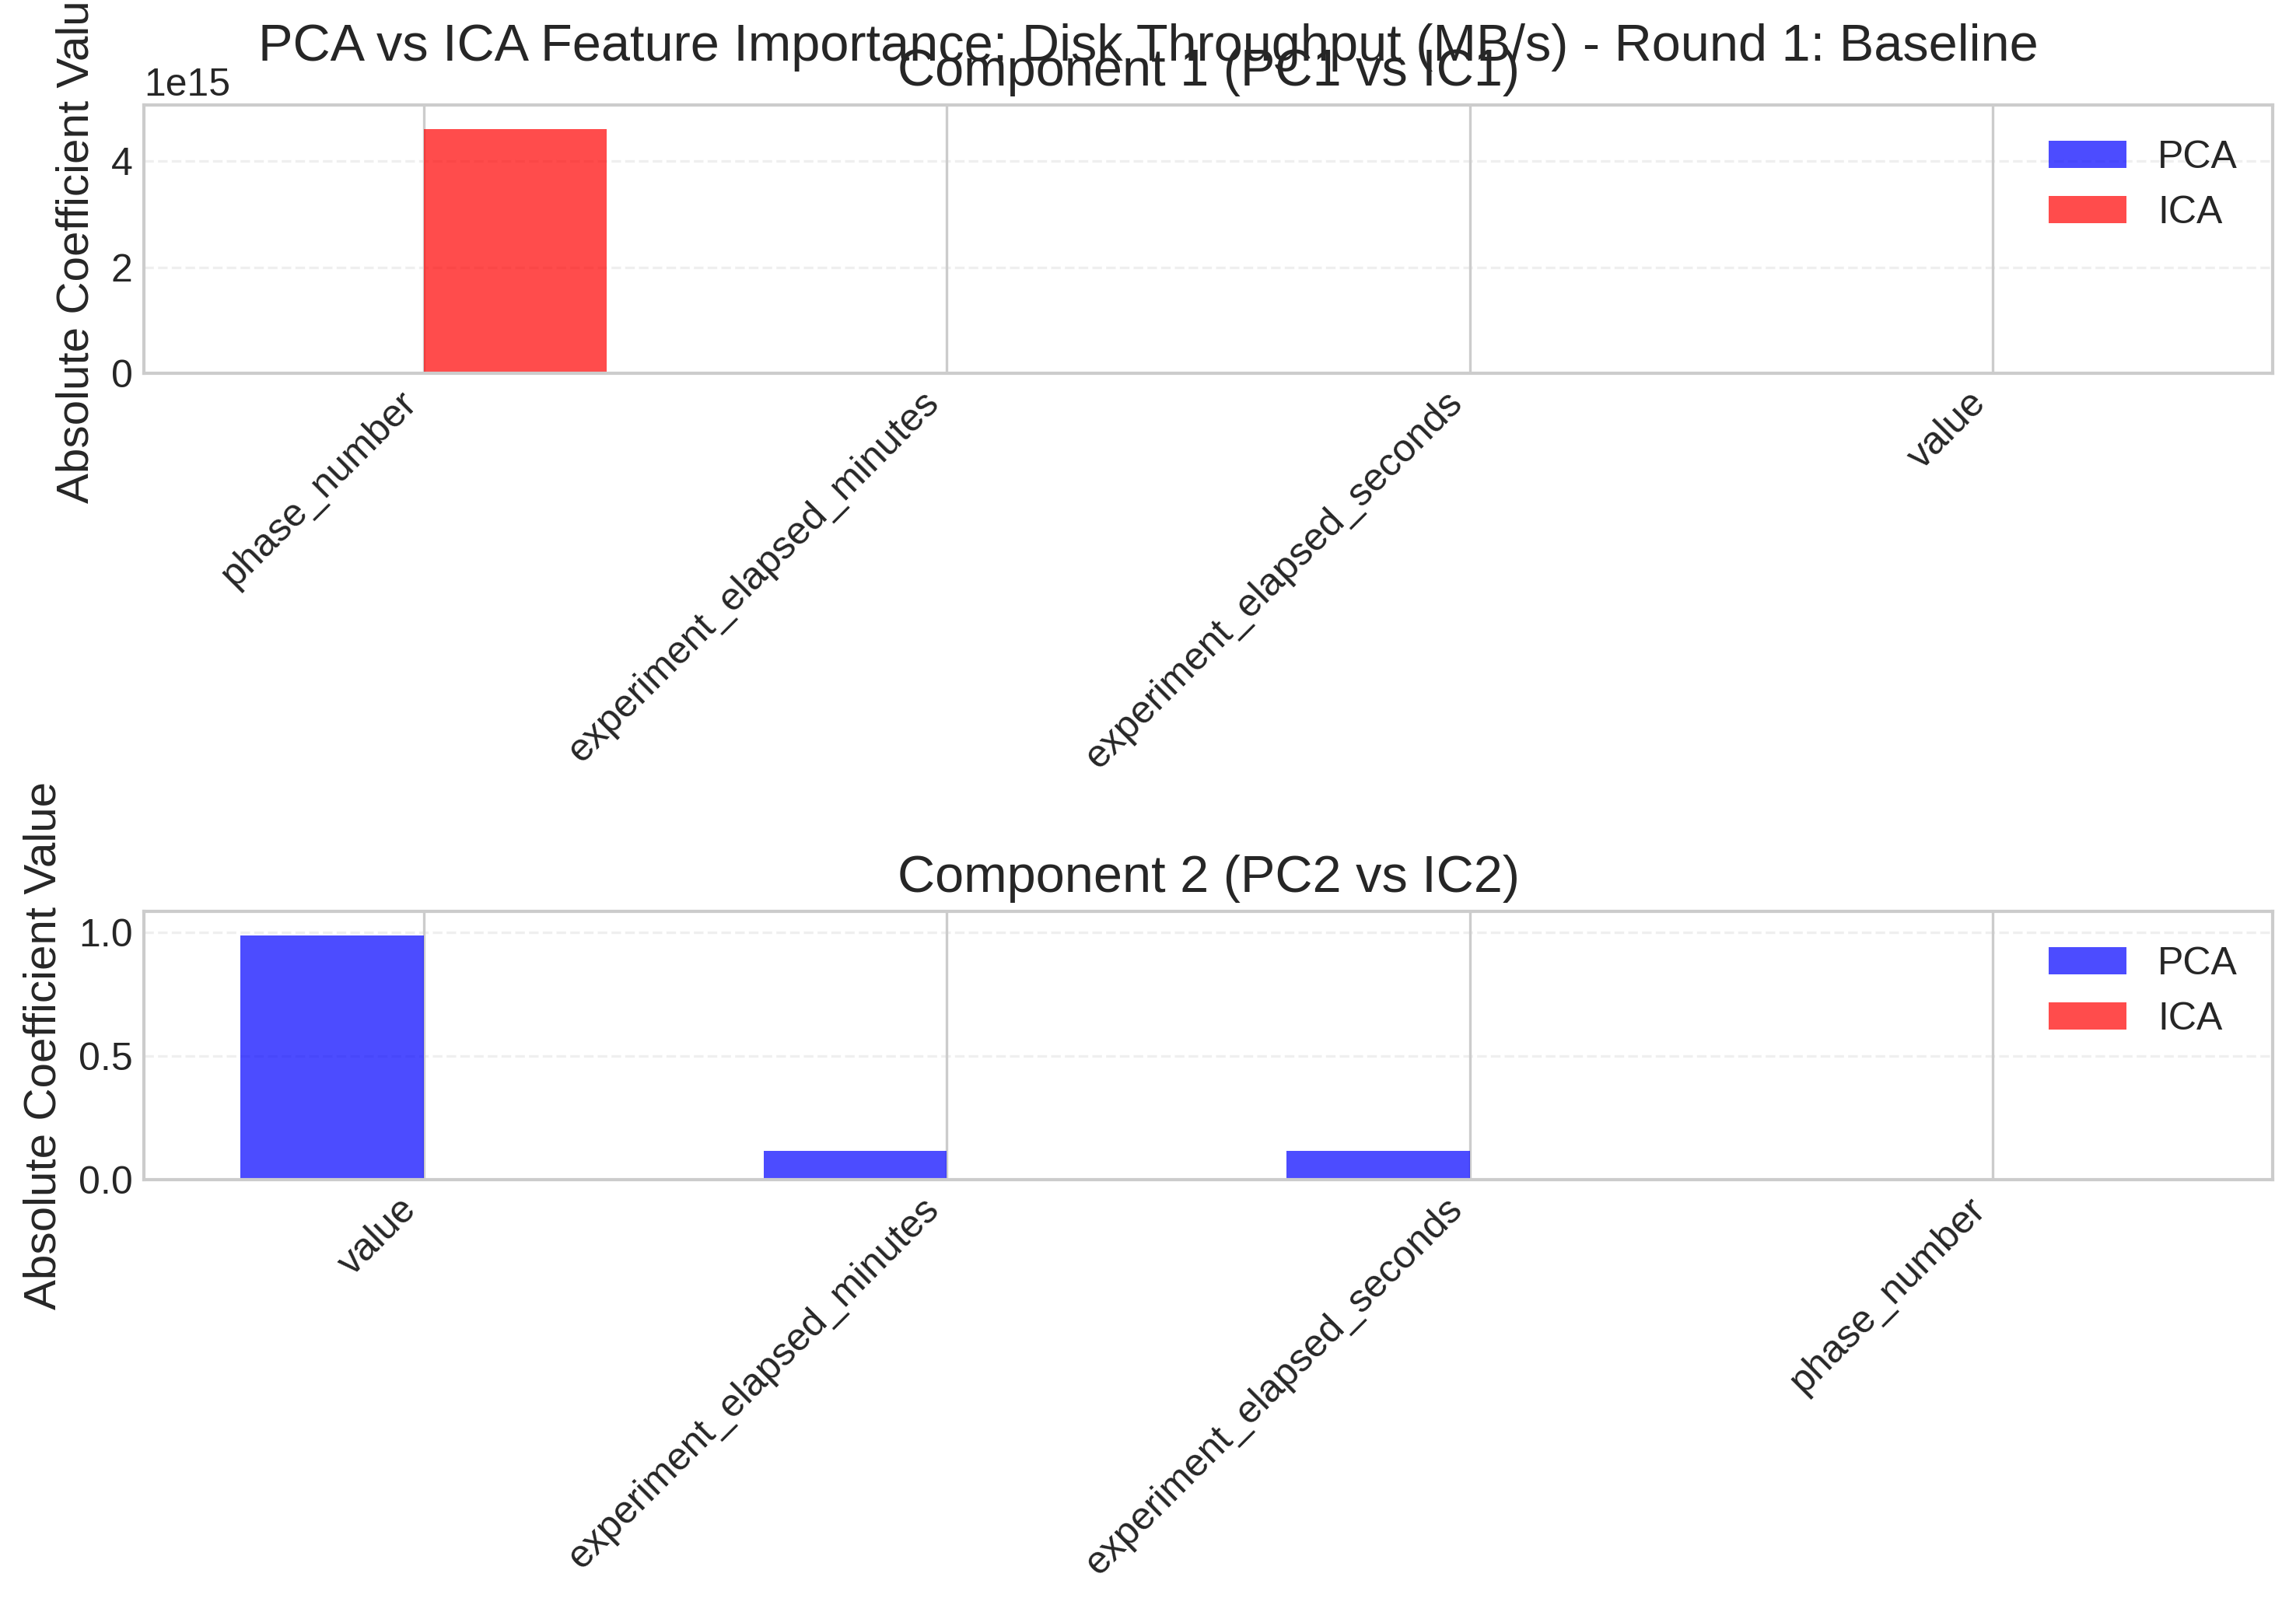 PCA vs ICA Feature Importance: Disk Throughput (MB/s) - Round 1: Baseline
Component 1 (PC1 vs IC1)
1e15
Absolute Coefficient Valu
4
2
0
PCA
ICA
phase_number
experiment_elapsed_minutes
experiment_elapsed_seconds
value
Component 2 (PC2 vs IC2)
Absolute Coefficient Value
1.0
0.5
0.0
PCA
ICA
value
experiment_elapsed_minutes
experiment_elapsed_seconds
phase_number